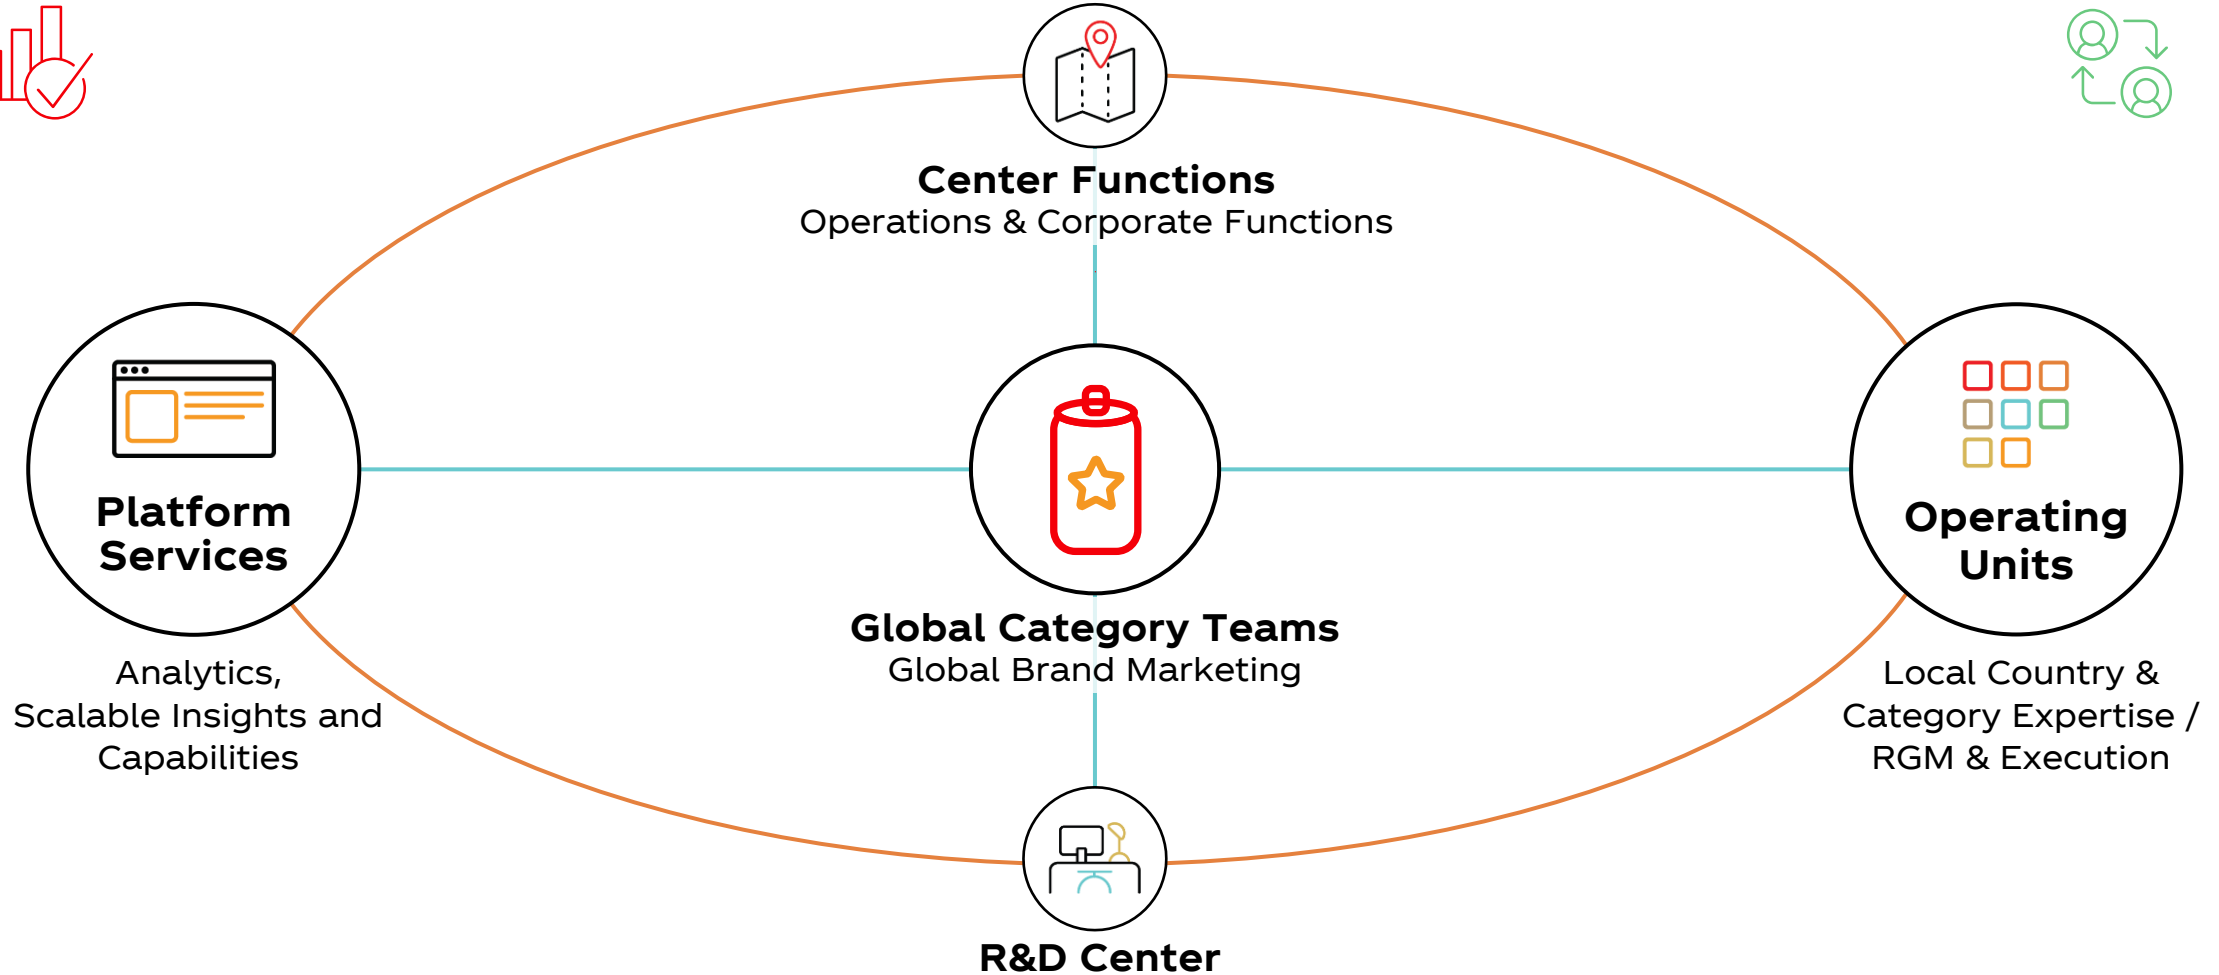 Center Functions
Operations & Corporate Functions
Platform
Services
Analytics,
Scalable Insights and
Capabilities
Global Category Teams
Global Brand Marketing
Operating
Units
Local Country &
Category Expertise /
RGM & Execution
R&D Center